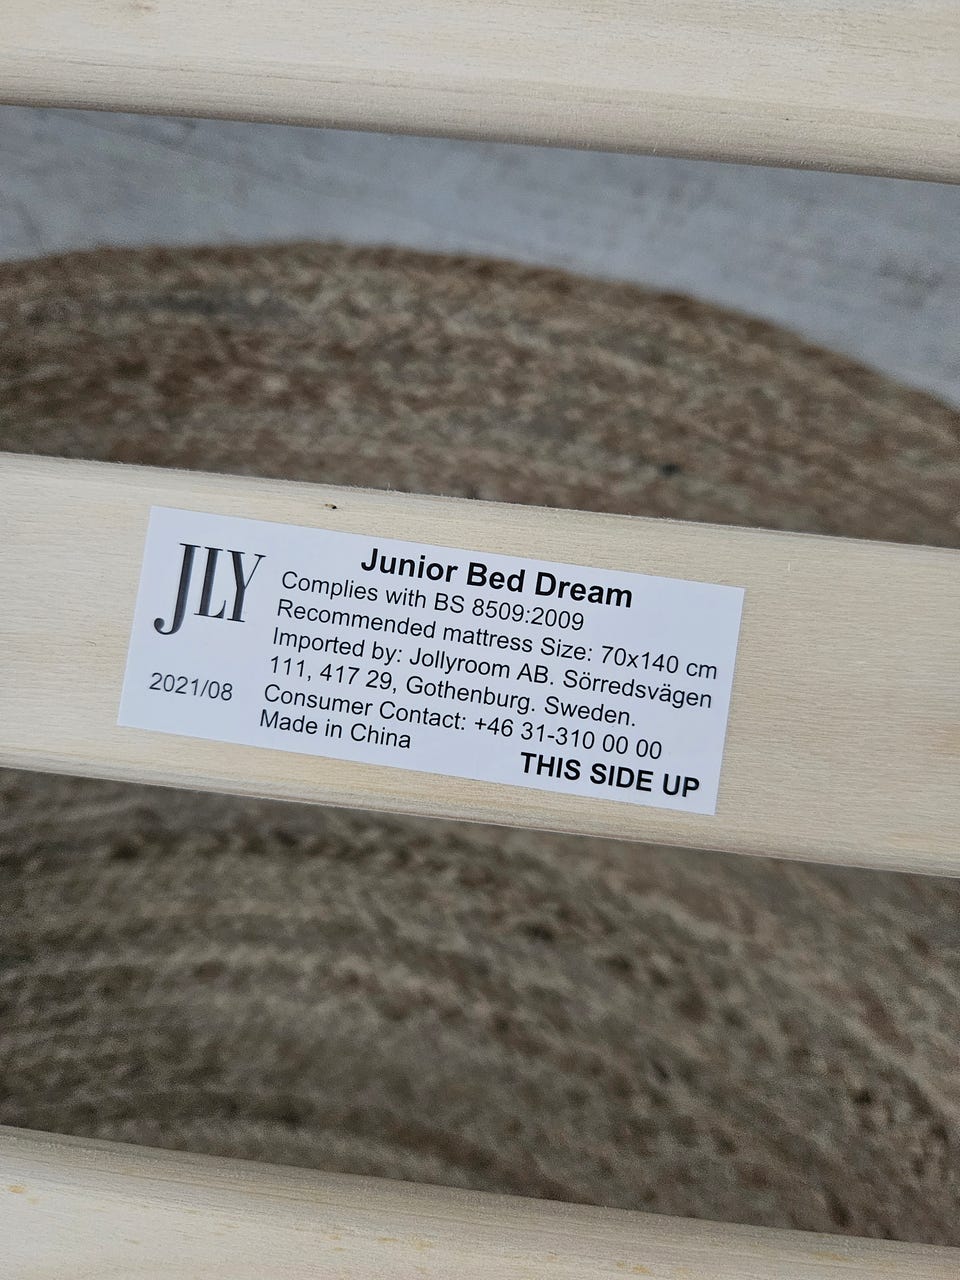 JLY
Junior Bed Dream
Complies with BS 8509:2009
Recommended mattress Size: 70x140 cm
Imported by: Jollyroom AB. Sörredsvägen
111, 417 29, Gothenburg. Sweden.
Consumer Contact: +46 31-310 00 00
Made in China
2021/08
THIS SIDE UP